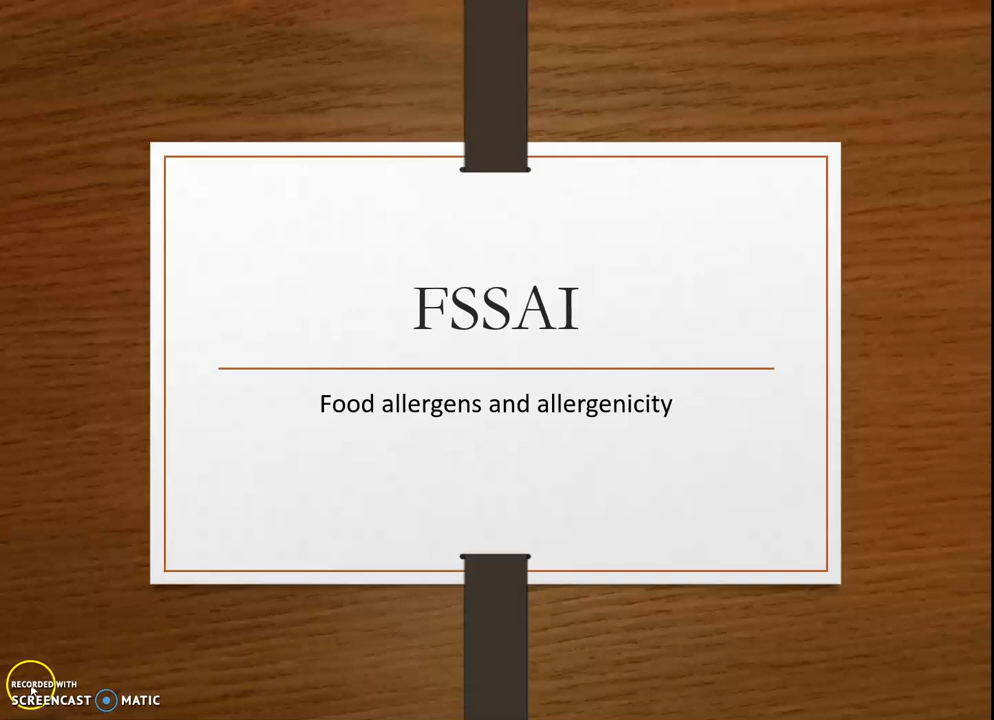 FSSAI
Food allergens and allergenicity
RECORDED WITH
SCREENCAST MATIC